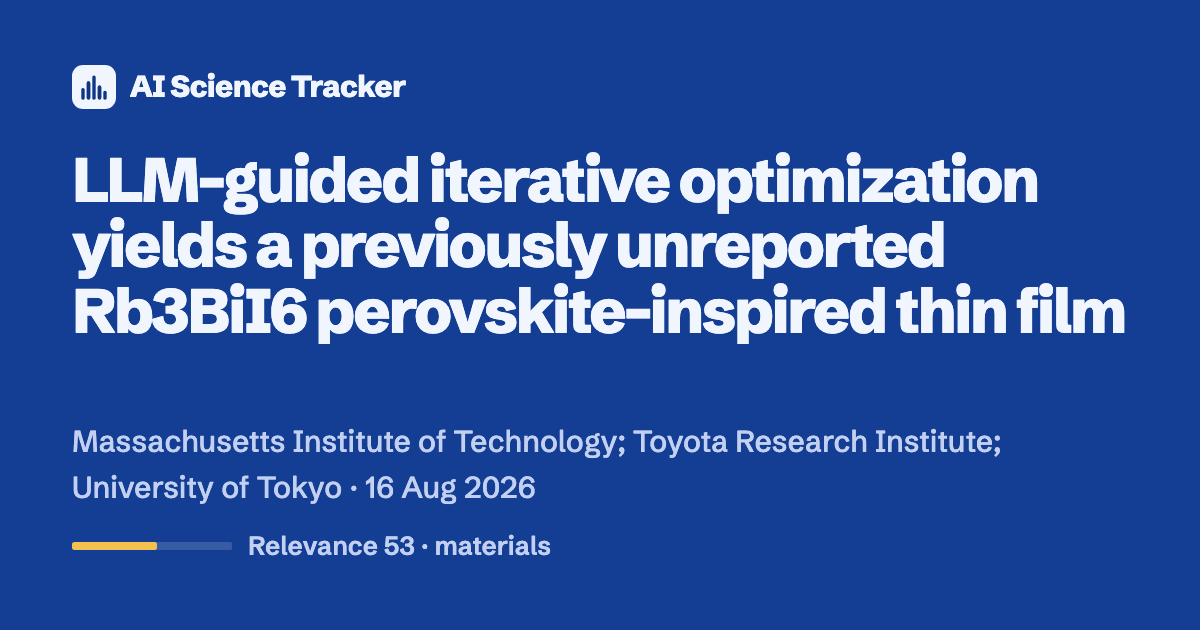 AI Science Tracker
LLM-guided iterative optimization
yields a previously unreported
Rb3BiI6 perovskite-inspired thin film
Massachusetts Institute of Technology; Toyota Research Institute;
University of Tokyo · 16 Aug 2026
Relevance 53 · materials